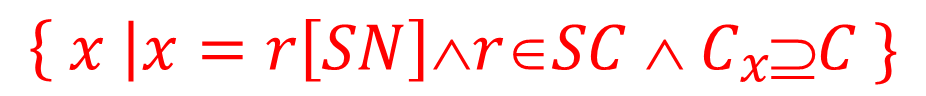 { x |x = r[SN]∧r∈SC ∧ Cₓ⊇C }